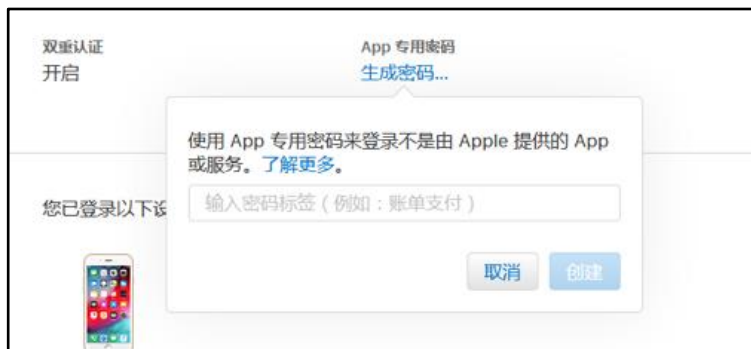 双重认证
App 专用密码
开启
生成密码...
使用 App 专用密码来登录不是由 Apple 提供的 App
或服务。了解更多。
您已登录以下设
输入密码标签（例如：账单支付）
取消
创建